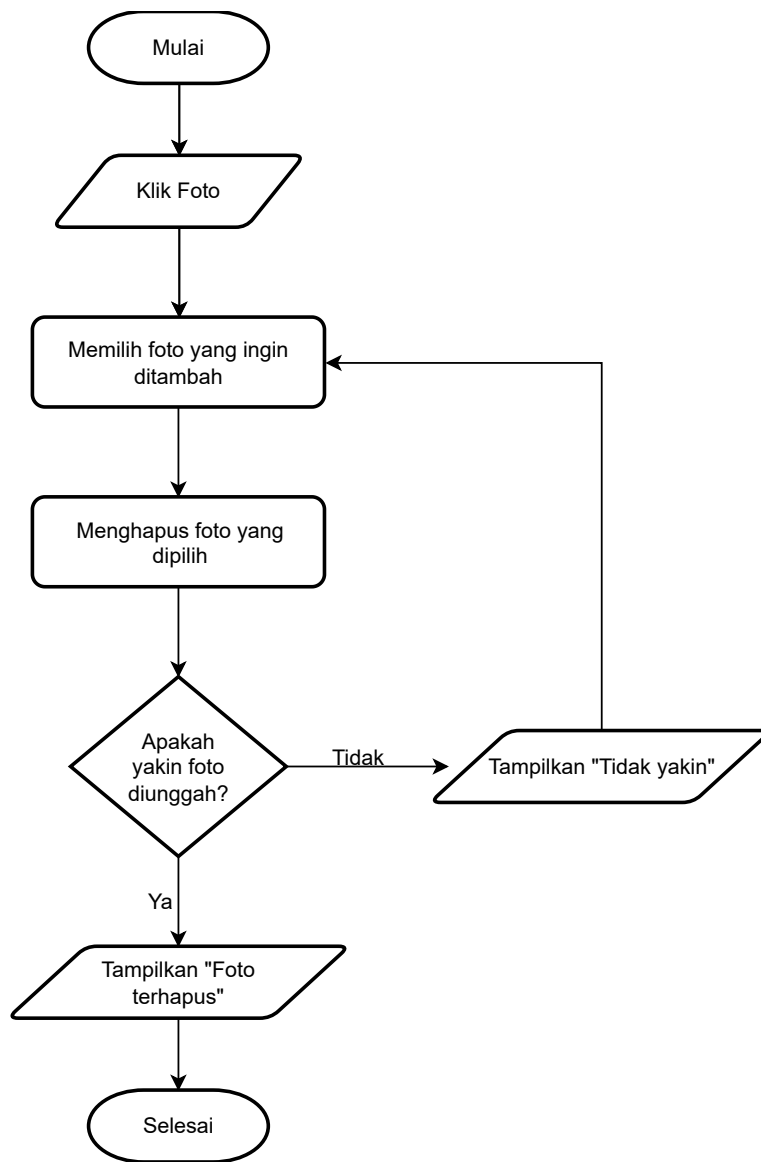 Mulai
Klik Foto
Memilih foto yang ingin
ditambah
Menghapus foto yang
dipilih
Apakah
yakin foto
diunggah?
Tidak
Tampilkan "Tidak yakin"
Ya
Tampilkan "Foto
terhapus"
Selesai